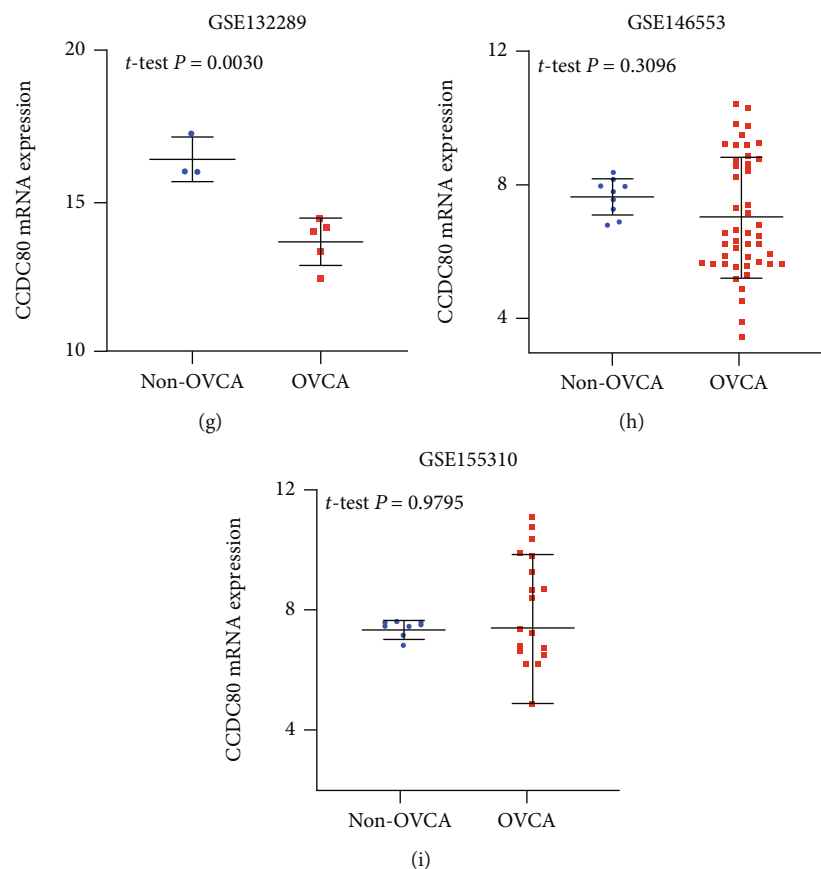 GSE132289
t-test P = 0.0030
CCDC80 mRNA expression
20
15
10
Non-OVCA OVCA
(g)
GSE146553
t-test P = 0.3096
CCDC80 mRNA expression
12
8
4
Non-OVCA OVCA
(h)
GSE155310
t-test P = 0.9795
CCDC80 mRNA expression
12
8
4
Non-OVCA OVCA
(i)